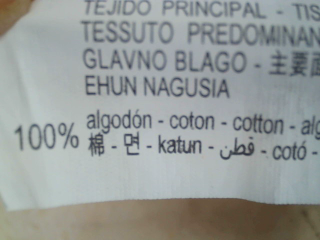 TEJIDO PRINCIPAL - TIS
TESSUTO PREDOMINAN
GLAVNO BLAGO - 主要面
EHUN NAGUSIA
100% algodón - coton - cotton - alg
棉 - 면 - katun - قطن - cotó -